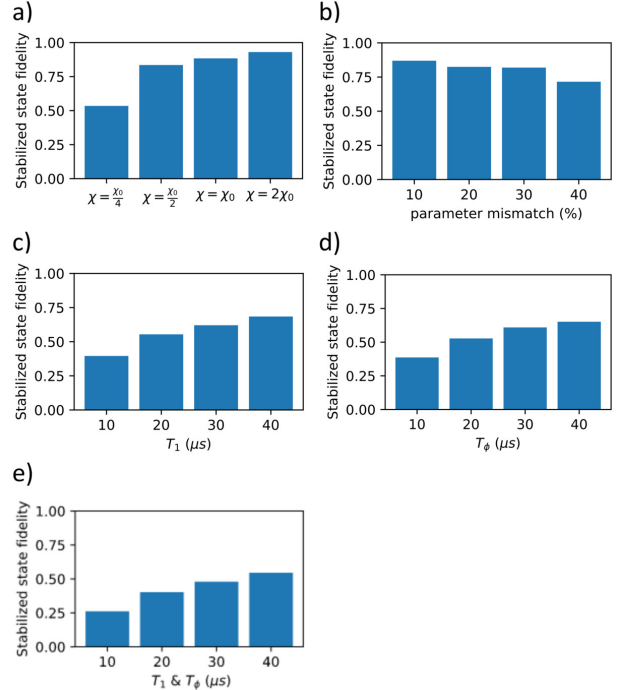 a)
Stabilized state fidelity
1.00
0.75
0.50
0.25
0.00
χ = χ₀/4 χ = χ₀/2 χ = χ₀ χ = 2χ₀
b)
Stabilized state fidelity
1.00
0.75
0.50
0.25
0.00
10 20 30 40
parameter mismatch (%)
c)
Stabilized state fidelity
1.00
0.75
0.50
0.25
0.00
10 20 30 40
T₁ (μs)
d)
Stabilized state fidelity
1.00
0.75
0.50
0.25
0.00
10 20 30 40
T_ϕ (μs)
e)
Stabilized state fidelity
1.00
0.75
0.50
0.25
0.00
10 20 30 40
T₁ & T_ϕ (μs)